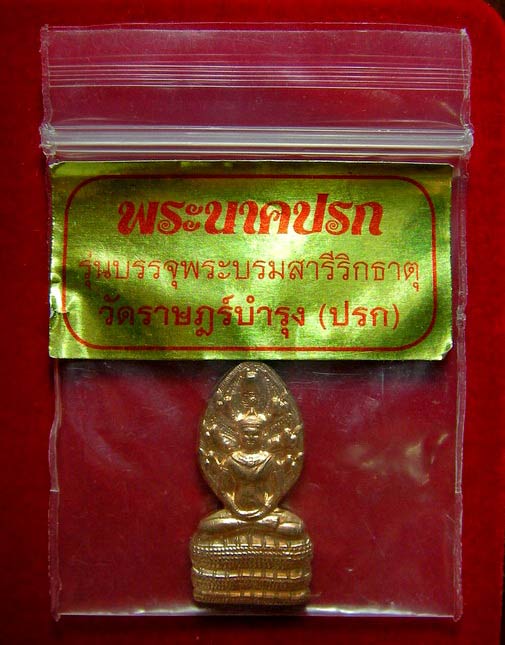 พระนาคปรก
รุ่นบรรจุพระบรมสารีริกธาตุ
วัดราษฎร์บำรุง (ปรก)